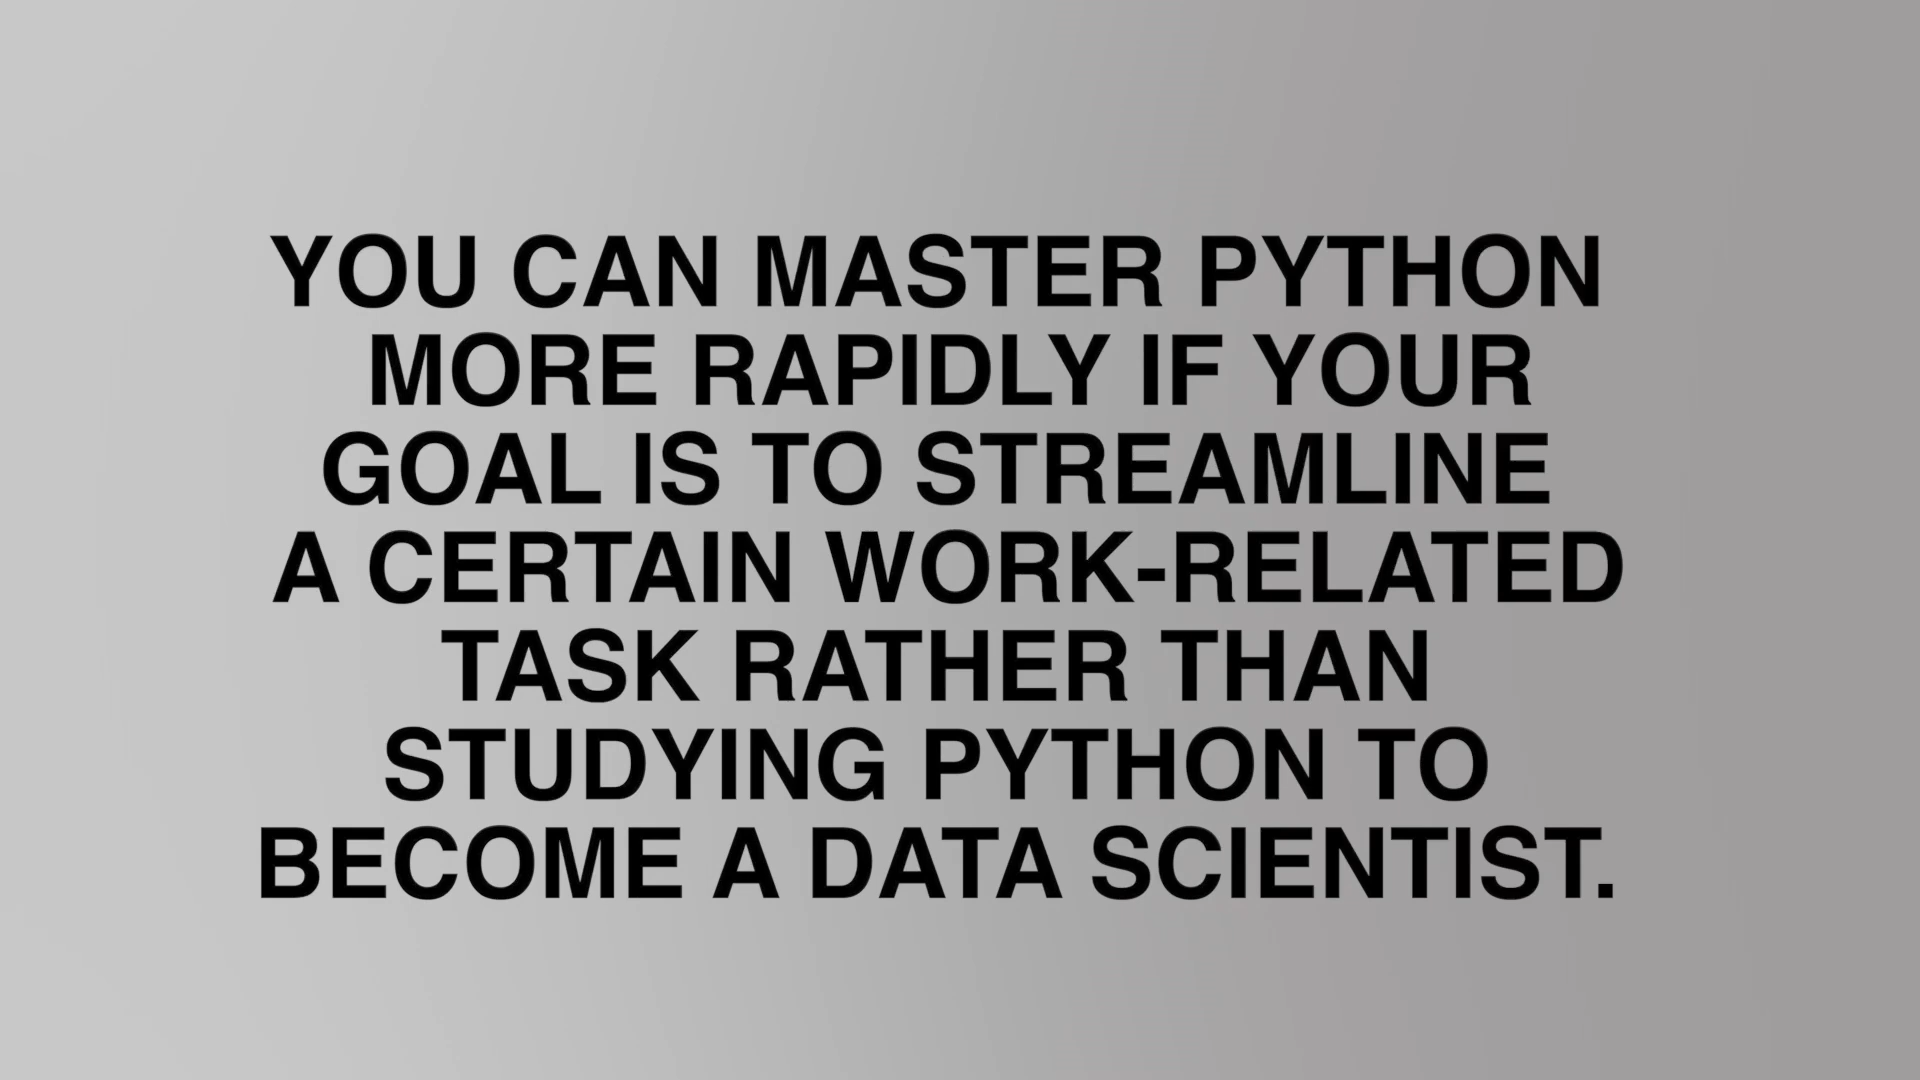 YOU CAN MASTER PYTHON
MORE RAPIDLY IF YOUR
GOAL IS TO STREAMLINE
A CERTAIN WORK-RELATED
TASK RATHER THAN
STUDYING PYTHON TO
BECOME A DATA SCIENTIST.